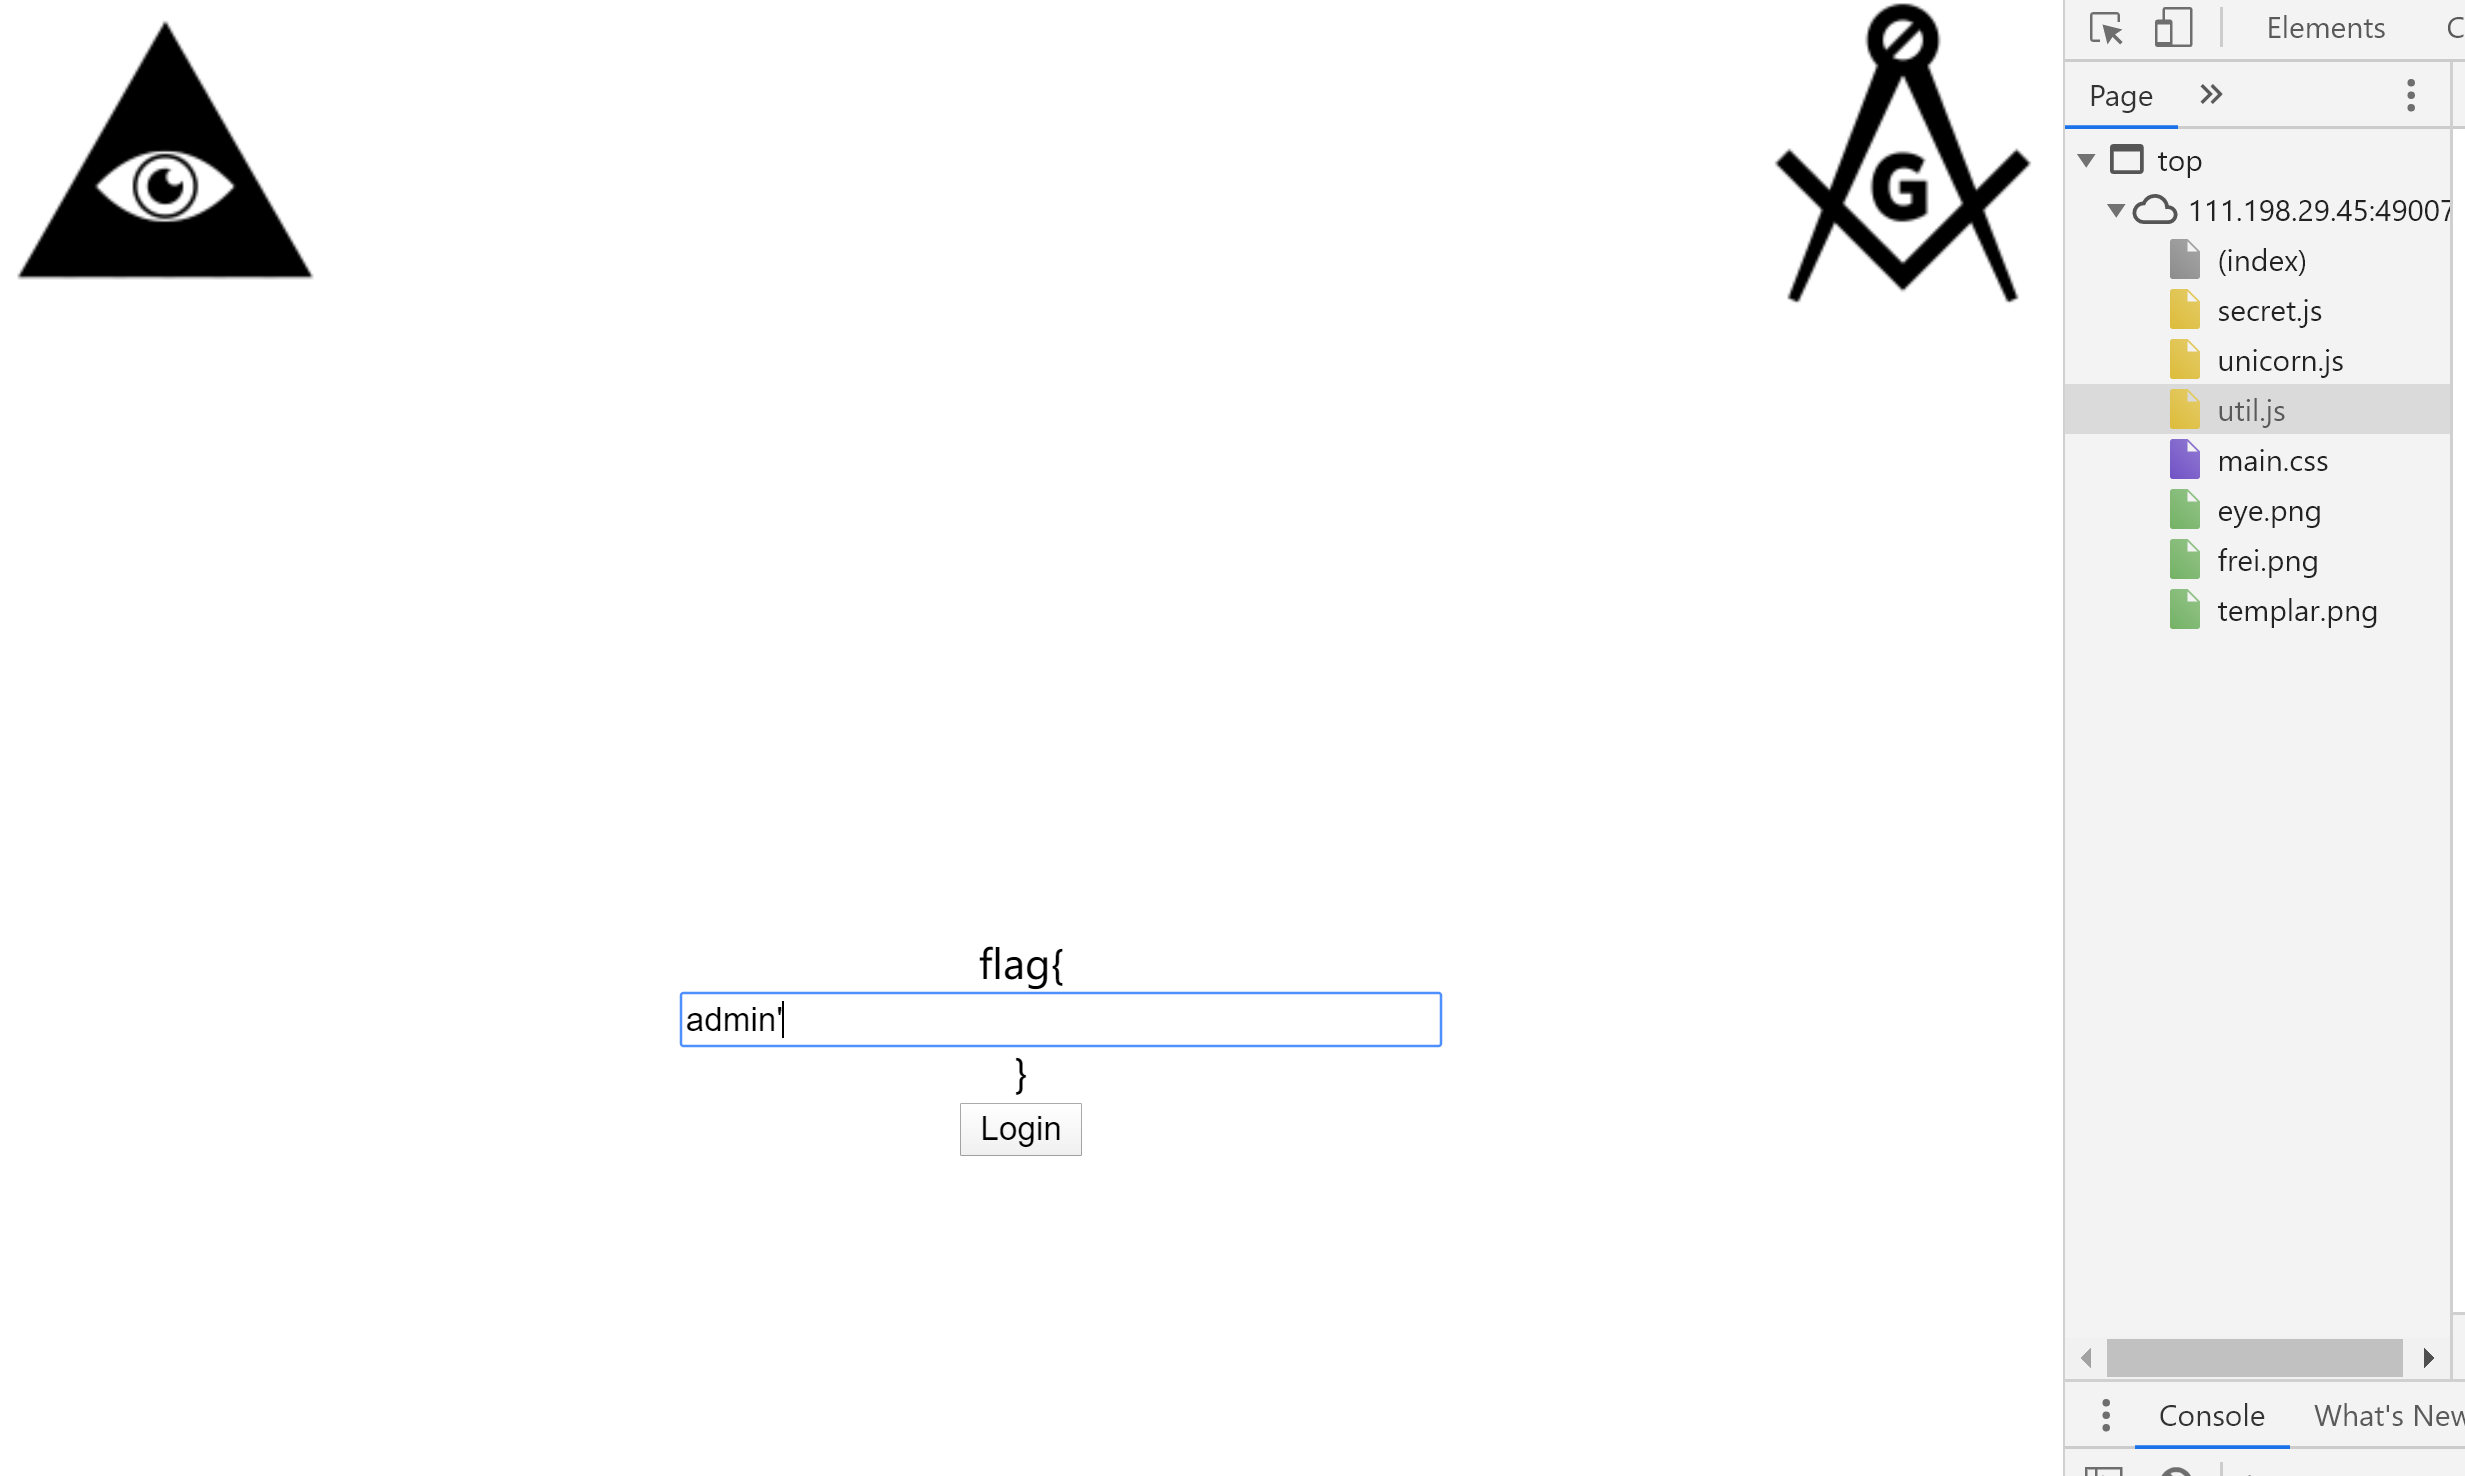 G
flag{
admin'
}
Login
Elements
Page
top
111.198.29.45:49007
(index)
secret.js
unicorn.js
util.js
main.css
eye.png
frei.png
templar.png
Console
What's New